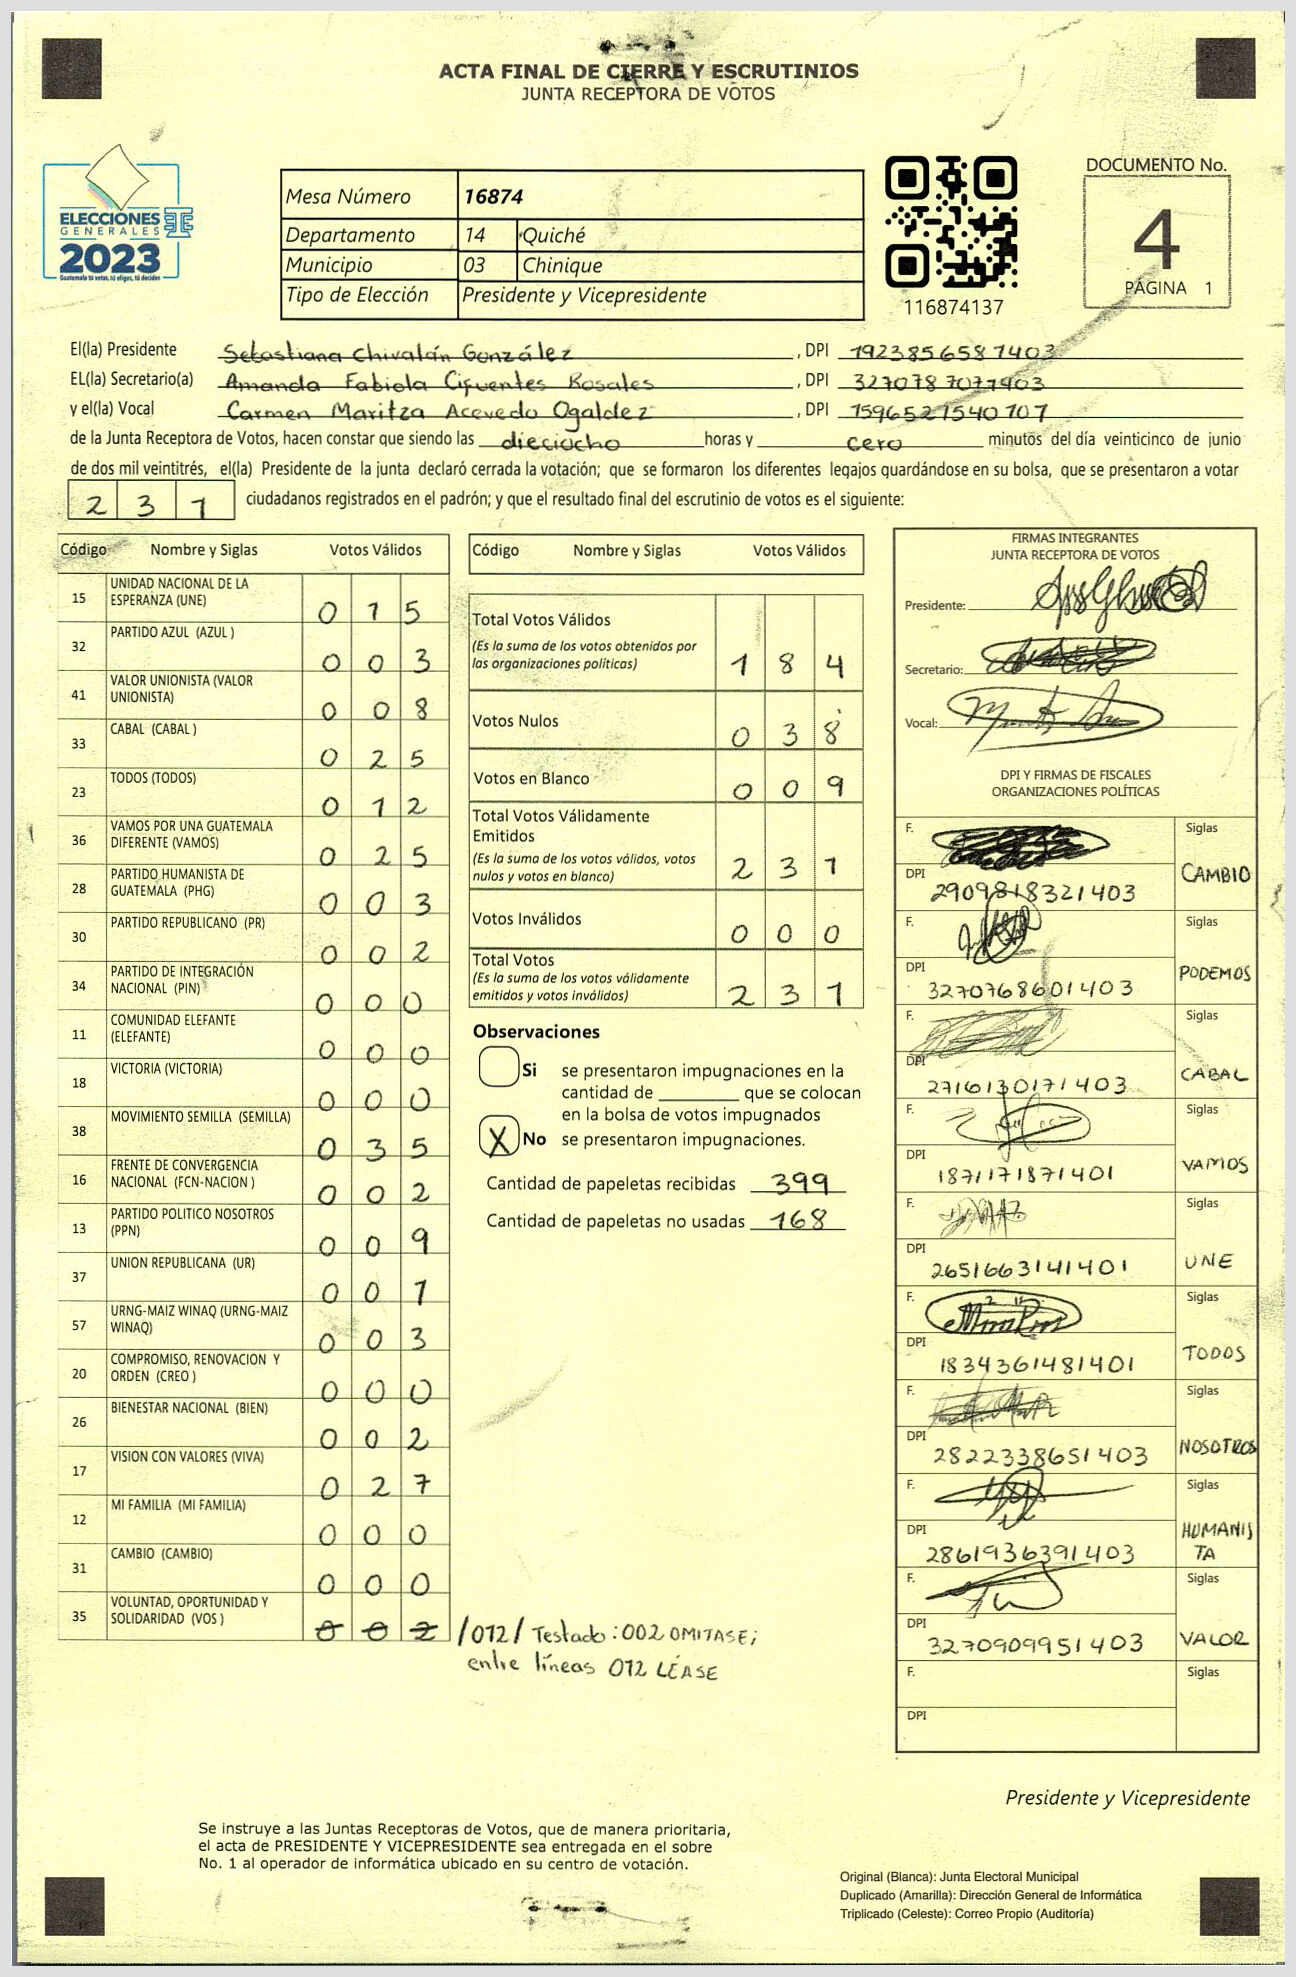 ACTA FINAL DE CIERRE Y ESCRUTINIOS
JUNTA RECEPTORA DE VOTOS
ELECCIONES
GENERALES
2023
Guatemala tú votas, tú eliges, tú decides
Mesa Número 16874
Departamento 14 Quiché
Municipio 03 Chinique
Tipo de Elección Presidente y Vicepresidente
116874137
DOCUMENTO No.
4
PÁGINA 1
El(la) Presidente Sebastiana Chivalán González, DPI 1923856587403
EL(la) Secretario(a) Amanda Fabiola Cifuentes Rosales, DPI 3270787077403
y el(la) Vocal Carmen Maritza Acevedo Ogaldez, DPI 1596521540707
de la Junta Receptora de Votos, hacen constar que siendo las dieciocho horas y cero minutos del día veinticinco de junio
de dos mil veintitrés, el(la) Presidente de la junta declaró cerrada la votación; que se formaron los diferentes legajos guardándose en su bolsa, que se presentaron a votar
231 ciudadanos registrados en el padrón; y que el resultado final del escrutinio de votos es el siguiente:
Código Nombre y Siglas Votos Válidos
15 UNIDAD NACIONAL DE LA
ESPERANZA (UNE) 0 1 5
32 PARTIDO AZUL (AZUL ) 0 0 3
41 VALOR UNIONISTA (VALOR
UNIONISTA) 0 0 8
33 CABAL (CABAL ) 0 2 5
23 TODOS (TODOS) 0 1 2
36 VAMOS POR UNA GUATEMALA
DIFERENTE (VAMOS) 0 2 5
28 PARTIDO HUMANISTA DE
GUATEMALA (PHG) 0 0 3
30 PARTIDO REPUBLICANO (PR) 0 0 2
34 PARTIDO DE INTEGRACIÓN
NACIONAL (PIN) 0 0 0
11 COMUNIDAD ELEFANTE
(ELEFANTE) 0 0 0
18 VICTORIA (VICTORIA) 0 0 0
38 MOVIMIENTO SEMILLA (SEMILLA) 0 3 5
16 FRENTE DE CONVERGENCIA
NACIONAL (FCN-NACION ) 0 0 2
13 PARTIDO POLITICO NOSOTROS
(PPN) 0 0 9
37 UNION REPUBLICANA (UR) 0 0 1
57 URNG-MAIZ WINAQ (URNG-MAIZ
WINAQ) 0 0 3
20 COMPROMISO, RENOVACION Y
ORDEN (CREO ) 0 0 0
26 BIENESTAR NACIONAL (BIEN) 0 0 2
17 VISION CON VALORES (VIVA) 0 2 7
12 MI FAMILIA (MI FAMILIA) 0 0 0
31 CAMBIO (CAMBIO) 0 0 0
35 VOLUNTAD, OPORTUNIDAD Y
SOLIDARIDAD (VOS ) 0 0 2 /012/ Testado: 002 OMITASE;
entre líneas 012 LÉASE
Código Nombre y Siglas Votos Válidos
Total Votos Válidos
(Es la suma de los votos obtenidos por
las organizaciones políticas) 1 8 4
Votos Nulos 0 3 8
Votos en Blanco 0 0 9
Total Votos Válidamente
Emitidos
(Es la suma de los votos válidos, votos
nulos y votos en blanco) 2 3 1
Votos Inválidos 0 0 0
Total Votos
(Es la suma de los votos válidamente
emitidos y votos inválidos) 2 3 1
Observaciones
Si se presentaron impugnaciones en la
cantidad de ________ que se colocan
en la bolsa de votos impugnados
X No se presentaron impugnaciones.
Cantidad de papeletas recibidas 399
Cantidad de papeletas no usadas 168
FIRMAS INTEGRANTES
JUNTA RECEPTORA DE VOTOS
Presidente:
Secretario:
Vocal:
DPI Y FIRMAS DE FISCALES
ORGANIZACIONES POLÍTICAS
F. Siglas
DPI 2909818321403 CAMBIO
F. Siglas
DPI 3270768601403 PODEMOS
F. Siglas
DPI 2716130171403 CABAL
F. Siglas
DPI 1871171871401 VAMOS
F. Siglas
DPI 2651663141401 UNE
F. Siglas
DPI 1834361481401 TODOS
F. Siglas
DPI 2822338651403 NOSOTROS
F. Siglas
DPI 2861936391403 HUMANIS
TA
F. Siglas
DPI 3270909951403 VALOR
F. Siglas
DPI
Presidente y Vicepresidente
Se instruye a las Juntas Receptoras de Votos, que de manera prioritaria,
el acta de PRESIDENTE Y VICEPRESIDENTE sea entregada en el sobre
No. 1 al operador de informática ubicado en su centro de votación.
Original (Blanca): Junta Electoral Municipal
Duplicado (Amarilla): Dirección General de Informática
Triplicado (Celeste): Correo Propio (Auditoría)